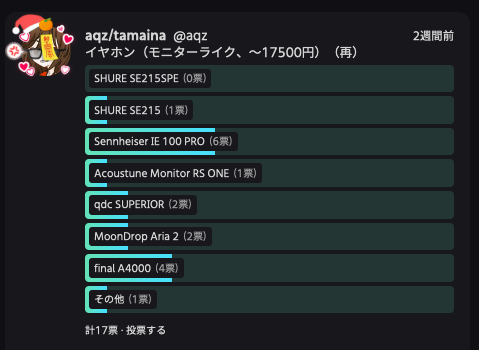 aqz/tamaina @aqz 2週間前
イヤホン（モニターライク、〜17500円）（再）
SHURE SE215SPE (0票)
SHURE SE215 (1票)
Sennheiser IE 100 PRO (6票)
Acoustune Monitor RS ONE (1票)
qdc SUPERIOR (2票)
MoonDrop Aria 2 (2票)
final A4000 (4票)
その他 (1票)
計17票 · 投票する